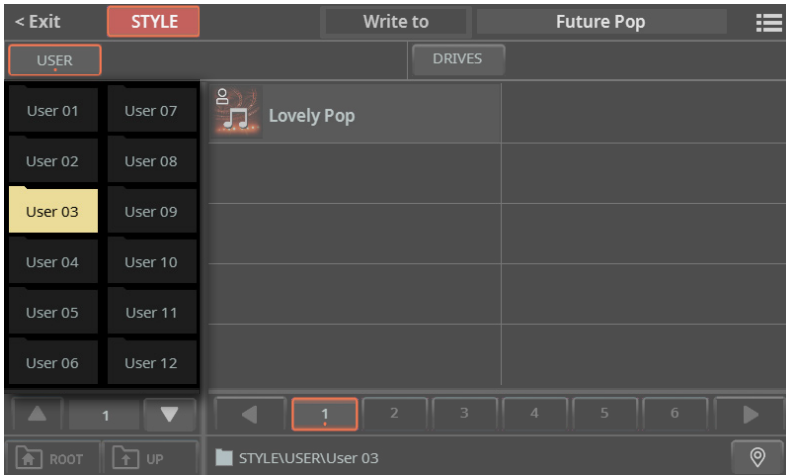 < Exit STYLE Write to Future Pop
USER DRIVES
User 01 User 07 Lovely Pop
User 02 User 08
User 03 User 09
User 04 User 10
User 05 User 11
User 06 User 12
1 1 2 3 4 5 6
ROOT UP STYLE\USER\User 03